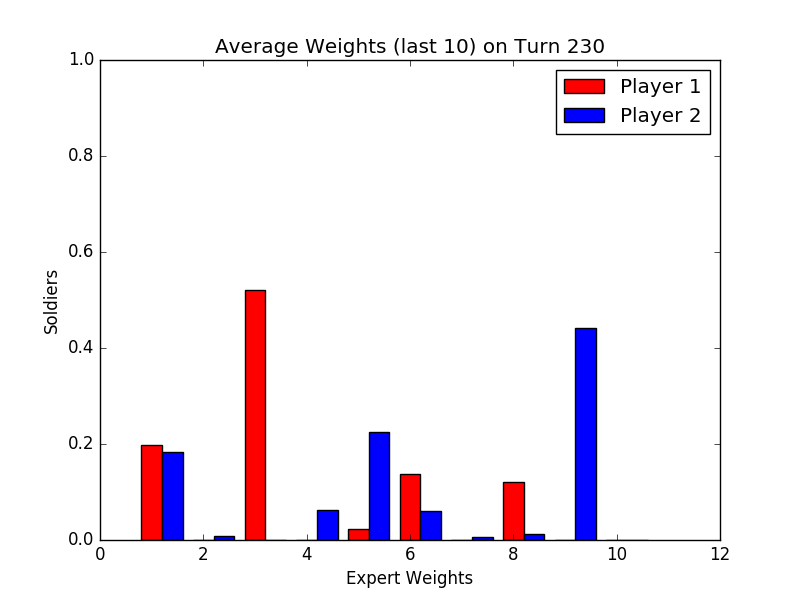 Average Weights (last 10) on Turn 230
1.0
0.8
0.6
0.4
0.2
0.0
Soldiers
Player 1
Player 2
0 2 4 6 8 10 12
Expert Weights